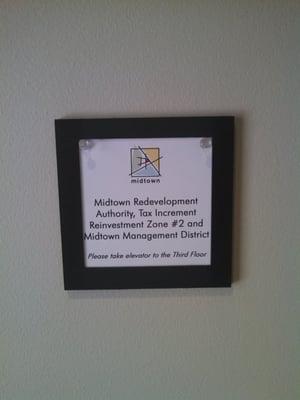 midtown
Midtown Redevelopment
Authority, Tax Increment
Reinvestment Zone #2 and
Midtown Management District
Please take elevator to the Third Floor